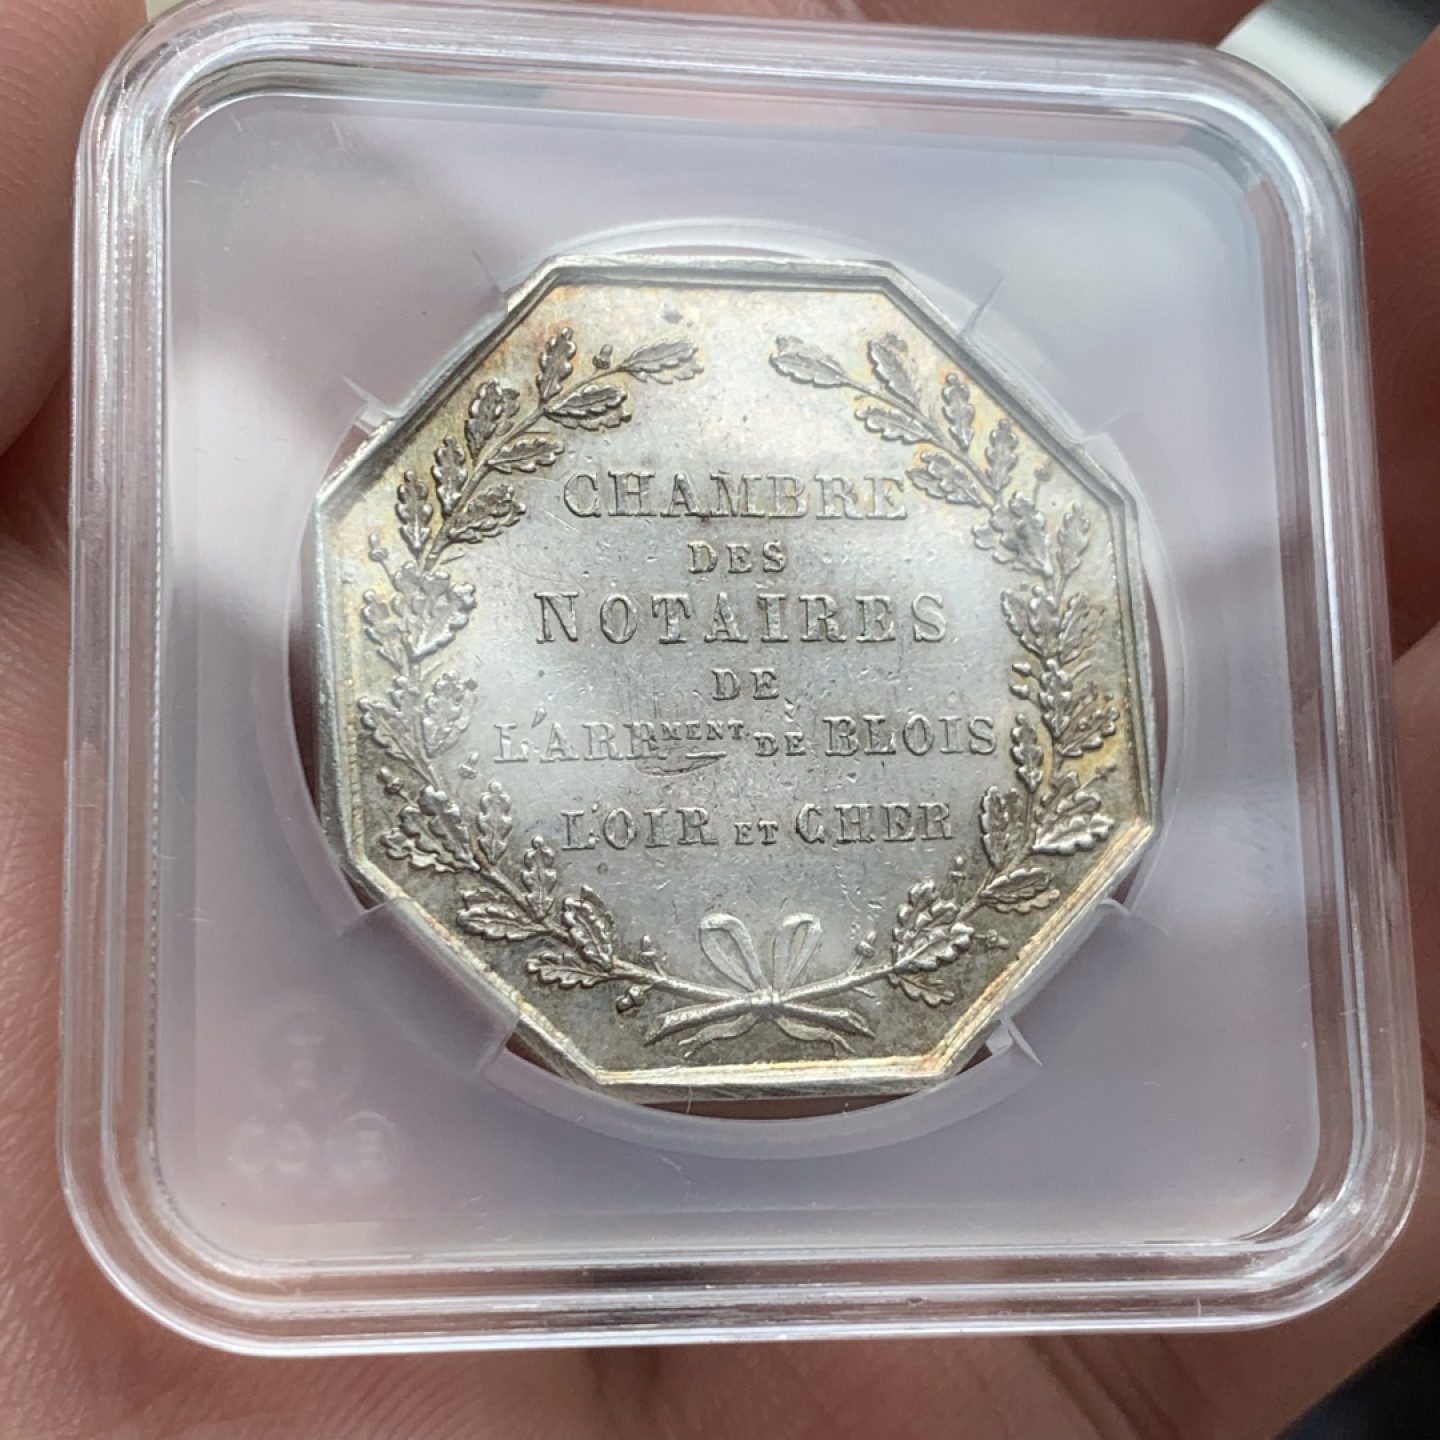 CHAMBRE
DES
NOTAIRES
DE
L'ARRMENT. DE BLOIS
LOIR ET CHER